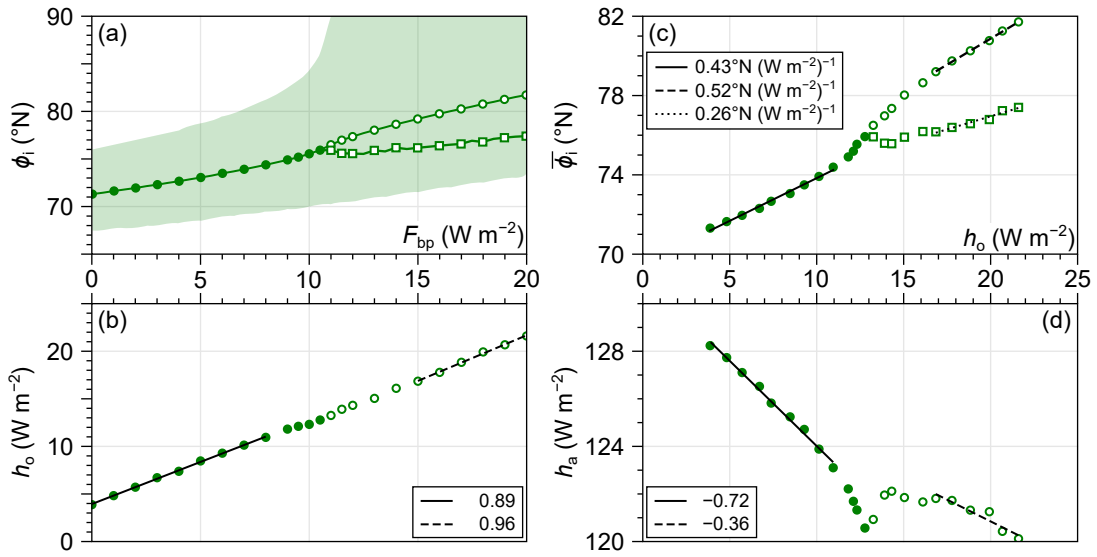 (a)
90
80
70
ϕi (°N)
Fbp (W m−2)
0 5 10 15 20
(c)
82
78
74
70
ϕi (°N)
0.43°N (W m−2)−1
0.52°N (W m−2)−1
0.26°N (W m−2)−1
ho (W m−2)
0 5 10 15 20 25
(b)
20
10
0
ho (W m−2)
0.89
0.96
(d)
128
124
120
ha (W m−2)
−0.72
−0.36